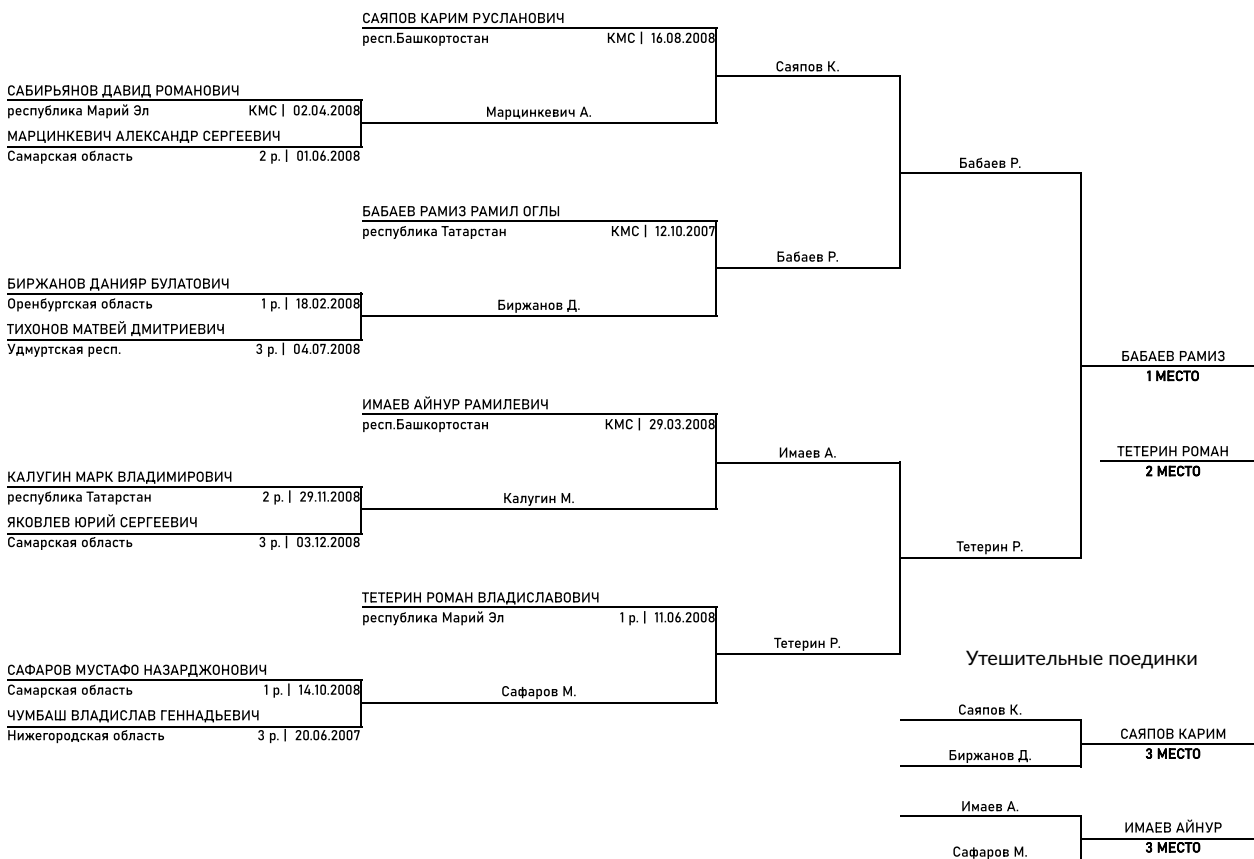 САЯПОВ КАРИМ РУСЛАНОВИЧ
респ.Башкортостан КМС | 16.08.2008
Саяпов К.
САБИРЬЯНОВ ДАВИД РОМАНОВИЧ
республика Марий Эл КМС | 02.04.2008
Марцинкевич А.
МАРЦИНКЕВИЧ АЛЕКСАНДР СЕРГЕЕВИЧ
Самарская область 2 р. | 01.06.2008
Бабаев Р.
БАБАЕВ РАМИЗ РАМИЛ ОГЛЫ
республика Татарстан КМС | 12.10.2007
Бабаев Р.
БИРЖАНОВ ДАНИЯР БУЛАТОВИЧ
Оренбургская область 1 р. | 18.02.2008
Биржанов Д.
ТИХОНОВ МАТВЕЙ ДМИТРИЕВИЧ
Удмуртская респ. 3 р. | 04.07.2008
БАБАЕВ РАМИЗ
1 МЕСТО
ИМАЕВ АЙНУР РАМИЛЕВИЧ
респ.Башкортостан КМС | 29.03.2008
Имаев А.
ТЕТЕРИН РОМАН
2 МЕСТО
КАЛУГИН МАРК ВЛАДИМИРОВИЧ
республика Татарстан 2 р. | 29.11.2008
Калугин М.
ЯКОВЛЕВ ЮРИЙ СЕРГЕЕВИЧ
Самарская область 3 р. | 03.12.2008
Тетерин Р.
ТЕТЕРИН РОМАН ВЛАДИСЛАВОВИЧ
республика Марий Эл 1 р. | 11.06.2008
Тетерин Р.
САФАРОВ МУСТАФО НАЗАРДЖОНОВИЧ
Самарская область 1 р. | 14.10.2008
Сафаров М.
ЧУМБАШ ВЛАДИСЛАВ ГЕННАДЬЕВИЧ
Нижегородская область 3 р. | 20.06.2007
Утешительные поединки
Саяпов К.
САЯПОВ КАРИМ
3 МЕСТО
Биржанов Д.
Имаев А.
ИМАЕВ АЙНУР
3 МЕСТО
Сафаров М.